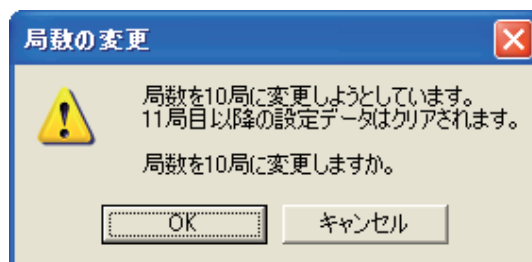 局数の変更
局数を10局に変更しようとしています。
11局目以降の設定データはクリアされます。
局数を10局に変更しますか。
OK
キャンセル